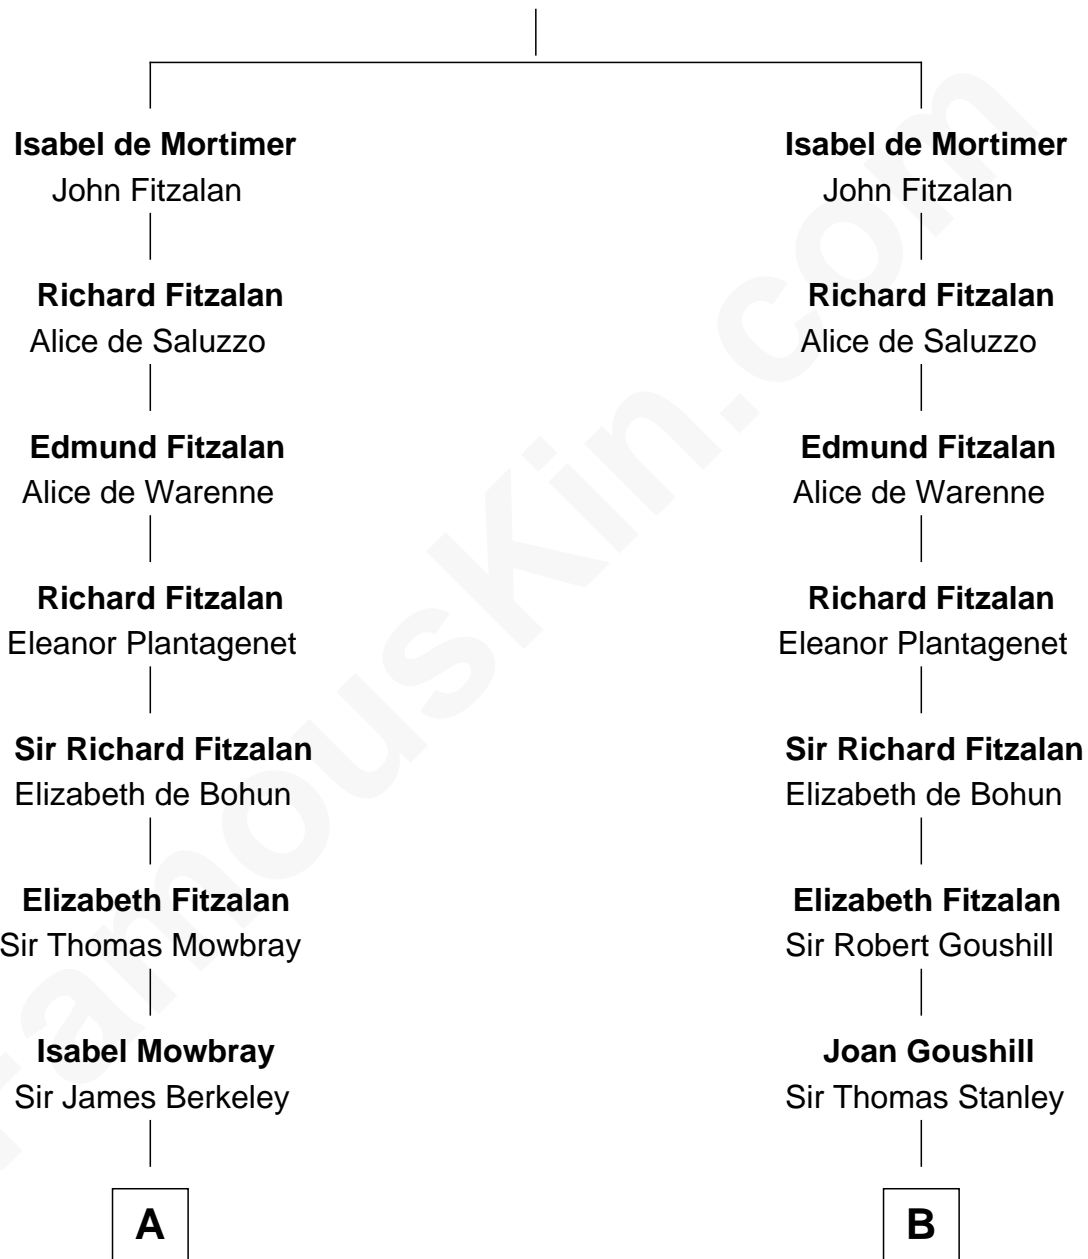 Isabel de Mortimer
John Fitzalan
Richard Fitzalan
Alice de Saluzzo
Edmund Fitzalan
Alice de Warenne
Richard Fitzalan
Eleanor Plantagenet
Sir Richard Fitzalan
Elizabeth de Bohun
Elizabeth Fitzalan
Sir Thomas Mowbray
Isabel Mowbray
Sir James Berkeley
A
Isabel de Mortimer
John Fitzalan
Richard Fitzalan
Alice de Saluzzo
Edmund Fitzalan
Alice de Warenne
Richard Fitzalan
Eleanor Plantagenet
Sir Richard Fitzalan
Elizabeth de Bohun
Elizabeth Fitzalan
Sir Robert Goushill
Joan Goushill
Sir Thomas Stanley
B
FamousKin.com